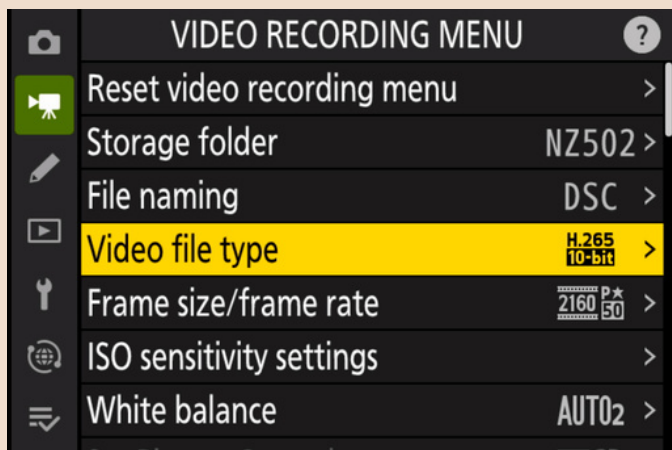 VIDEO RECORDING MENU ?
Reset video recording menu >
Storage folder NZ502 >
File naming DSC >
Video file type H.265 10-bit >
Frame size/frame rate 2160 P★ 50 >
ISO sensitivity settings >
White balance AUTO2 >